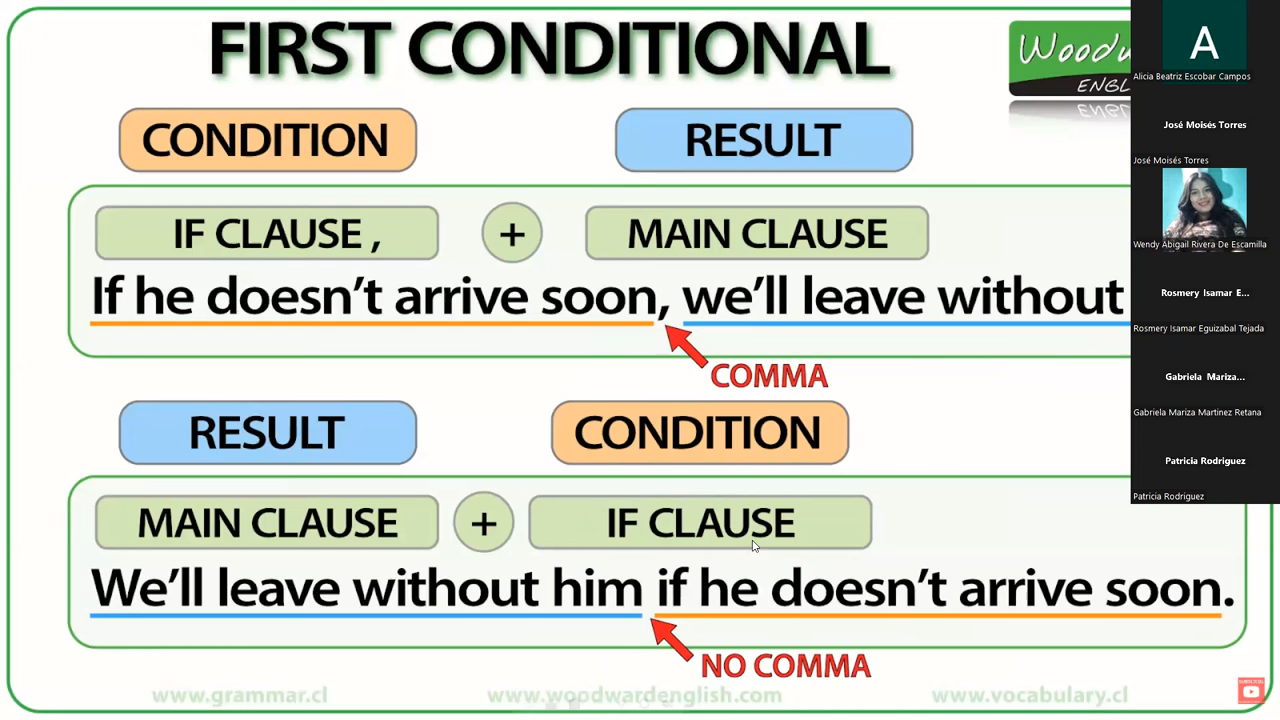 FIRST CONDITIONAL
CONDITION
RESULT
IF CLAUSE ,
+
MAIN CLAUSE
If he doesn't arrive soon, we'll leave without
COMMA
RESULT
CONDITION
MAIN CLAUSE
+
IF CLAUSE
We'll leave without him if he doesn't arrive soon.
NO COMMA
www.grammar.cl
www.woodwardenglish.com
www.vocabulary.cl
A
Alicia Beatriz Escobar Campos
José Moisés Torres
José Moisés Torres
Wendy Abigail Rivera De Escamilla
Rosmery Isamar E...
Rosmery Isamar Eguizabal Tejada
Gabriela Mariza...
Gabriela Mariza Martinez Retana
Patricia Rodriguez
Patricia Rodriguez